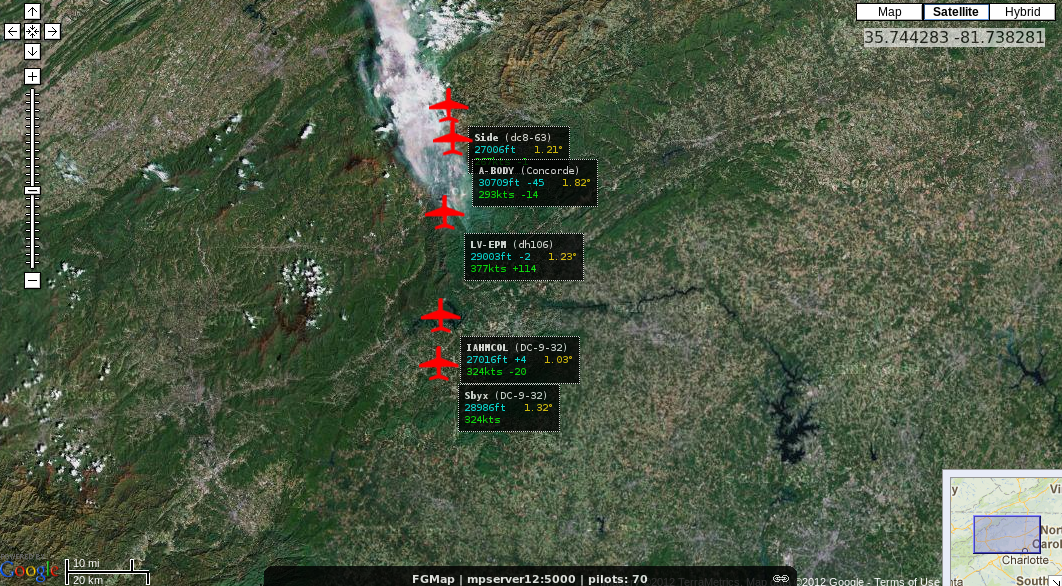 Map Satellite Hybrid
35.744283 -81.738281
Side (dc8-63)
27006ft 1.21°
A-BODY (Concorde)
30709ft -45 1.82°
293kts -14
LV-EPM (dh106)
29003ft -2 1.23°
377kts +114
IAHMCOL (DC-9-32)
27016ft +4 1.03°
324kts -20
Sbyx (DC-9-32)
28986ft 1.32°
324kts
y Vi
Nor
Carol
Charlotte
South
nta
POWERED BY
Google
10 mi
20 km
FGMap | mpserver12:5000 | pilots: 70
2012 TerraMetrics, Map ©2012 Google - Terms of Use